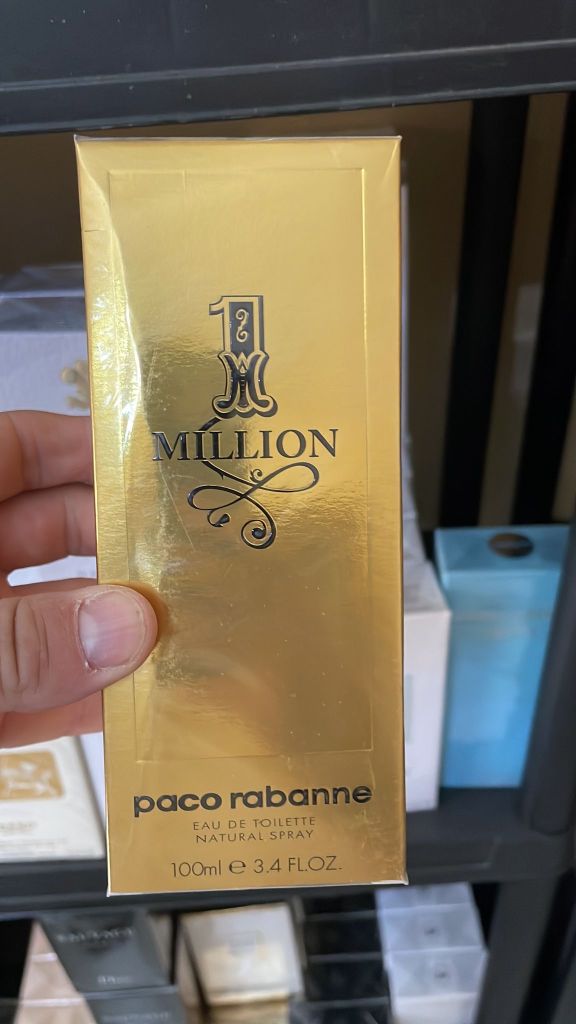 1
MILLION
paco rabanne
EAU DE TOILETTE
NATURAL SPRAY
100ml ℮ 3.4 FL.OZ.